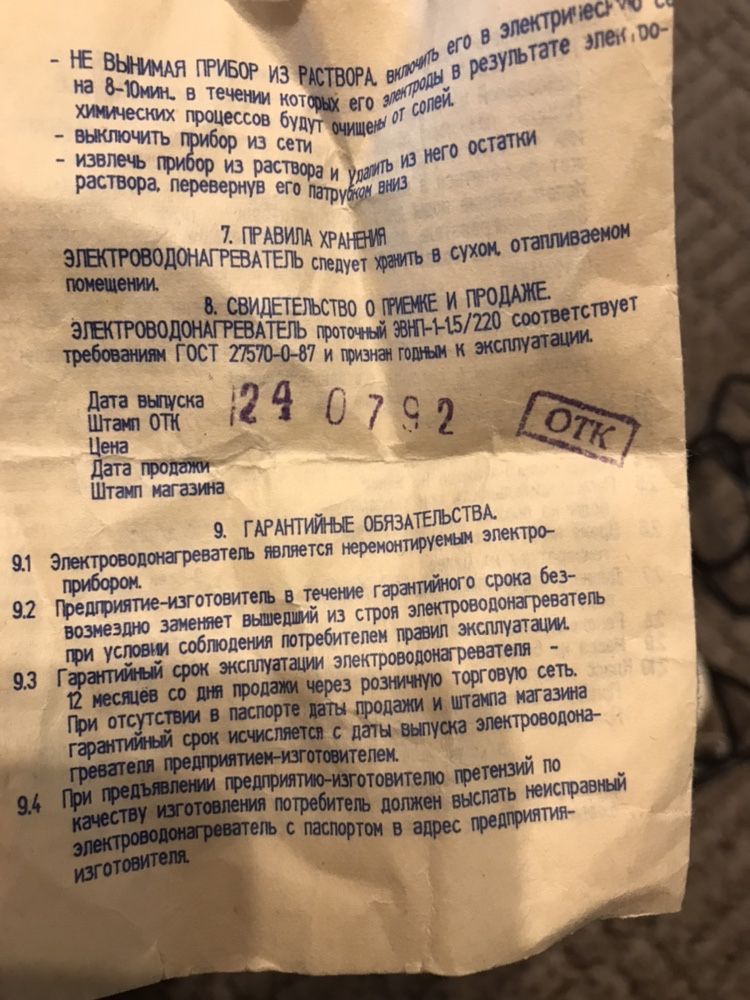 - НЕ ВЫНИМАЯ ПРИБОР ИЗ РАСТВОРА, включить его в электрическую
на 8-10мин. в течении которых его электроды в результате электро-
химических процессов будут очищены от солей.
- выключить прибор из сети
- извлечь прибор из раствора и удалить из него остатки
раствора, перевернув его патрубком вниз
7. ПРАВИЛА ХРАНЕНИЯ
ЭЛЕКТРОВОДОНАГРЕВАТЕЛЬ следует хранить в сухом, отапливаемом
помещении.
8. СВИДЕТЕЛЬСТВО О ПРИЕМКЕ И ПРОДАЖЕ.
ЭЛЕКТРОВОДОНАГРЕВАТЕЛЬ проточный ЭВНП-1-1,5/220 соответствует
требованиям ГОСТ 27570-0-87 и признан годным к эксплуатации.
Дата выпуска 24 0792
Штамп ОТК ОТК
Цена
Дата продажи
Штамп магазина
9. ГАРАНТИЙНЫЕ ОБЯЗАТЕЛЬСТВА.
9.1 Электроводонагреватель является неремонтируемым электро-
прибором.
9.2 Предприятие-изготовитель в течение гарантийного срока без-
возмездно заменяет вышедший из строя электроводонагреватель
при условии соблюдения потребителем правил эксплуатации.
9.3 Гарантийный срок эксплуатации электроводонагревателя -
12 месяцев со дня продажи через розничную торговую сеть.
При отсутствии в паспорте даты продажи и штампа магазина
гарантийный срок исчисляется с даты выпуска электроводона-
гревателя предприятием-изготовителем.
9.4 При предъявлении предприятию-изготовителю претензий по
качеству изготовления потребитель должен выслать неисправный
электроводонагреватель с паспортом в адрес предприятия-
изготовителя.